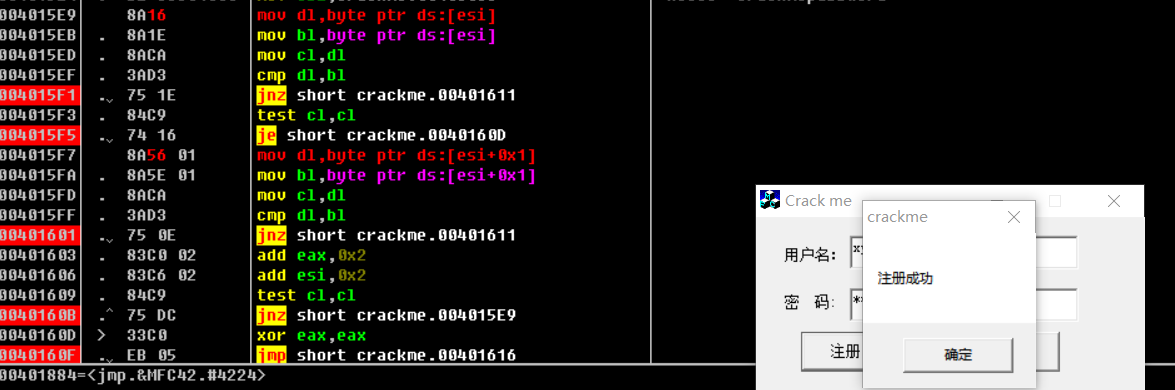 004015E9 8A16 mov dl,byte ptr ds:[esi]
004015EB . 8A1E mov bl,byte ptr ds:[esi]
004015ED . 8ACA mov cl,dl
004015EF . 3AD3 cmp dl,bl
004015F1 .⌄ 75 1E jnz short crackme.00401611
004015F3 . 84C9 test cl,cl
004015F5 .⌄ 74 16 je short crackme.0040160D
004015F7 8A56 01 mov dl,byte ptr ds:[esi+0x1]
004015FA . 8A5E 01 mov bl,byte ptr ds:[esi+0x1]
004015FD . 8ACA mov cl,dl
004015FF . 3AD3 cmp dl,bl
00401601 .⌄ 75 0E jnz short crackme.00401611
00401603 . 83C0 02 add eax,0x2
00401606 . 83C6 02 add esi,0x2
00401609 . 84C9 test cl,cl
0040160B .^ 75 DC jnz short crackme.004015E9
0040160D > 33C0 xor eax,eax
0040160F .⌄ EB 05 jmp short crackme.00401616
00401884=<jmp.&MFC42.#4224>
Crack me
用户名:
密 码:
**
注册
crackme
注册成功
确定